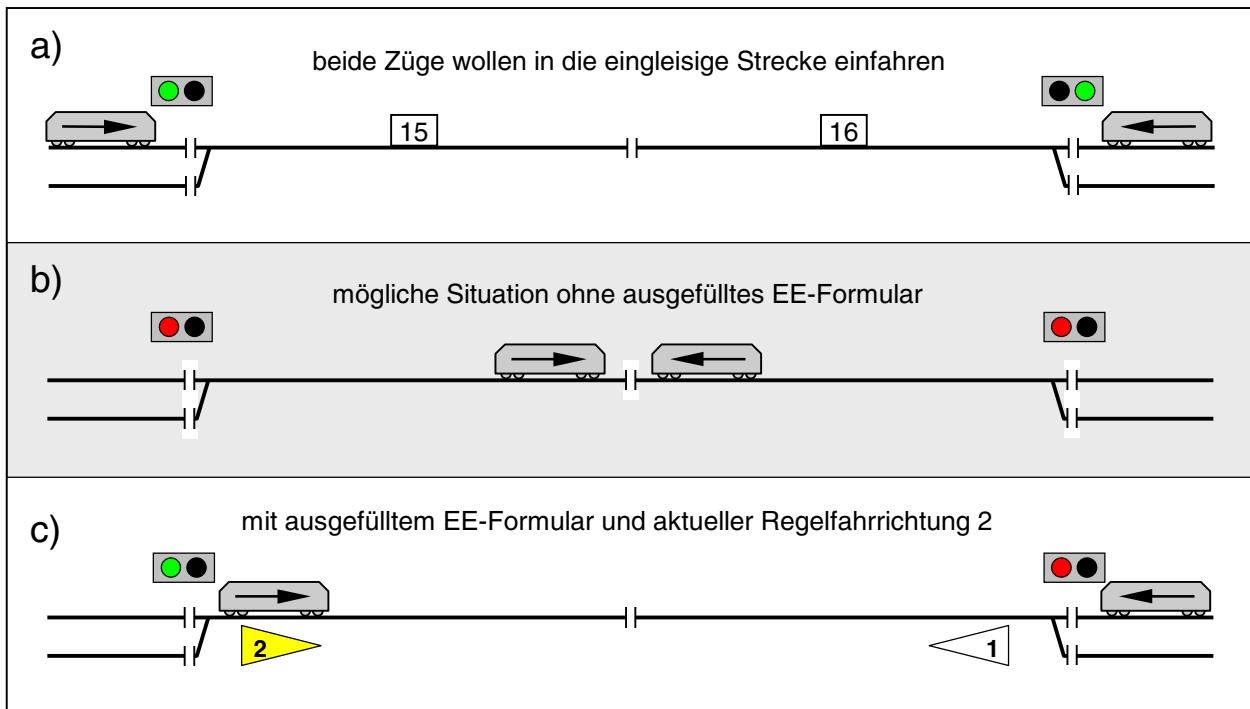 a)
beide Züge wollen in die eingleisige Strecke einfahren
15 16
b)
mögliche Situation ohne ausgefülltes EE-Formular
c)
mit ausgefülltem EE-Formular und aktueller Regelfahrrichtung 2
2 1